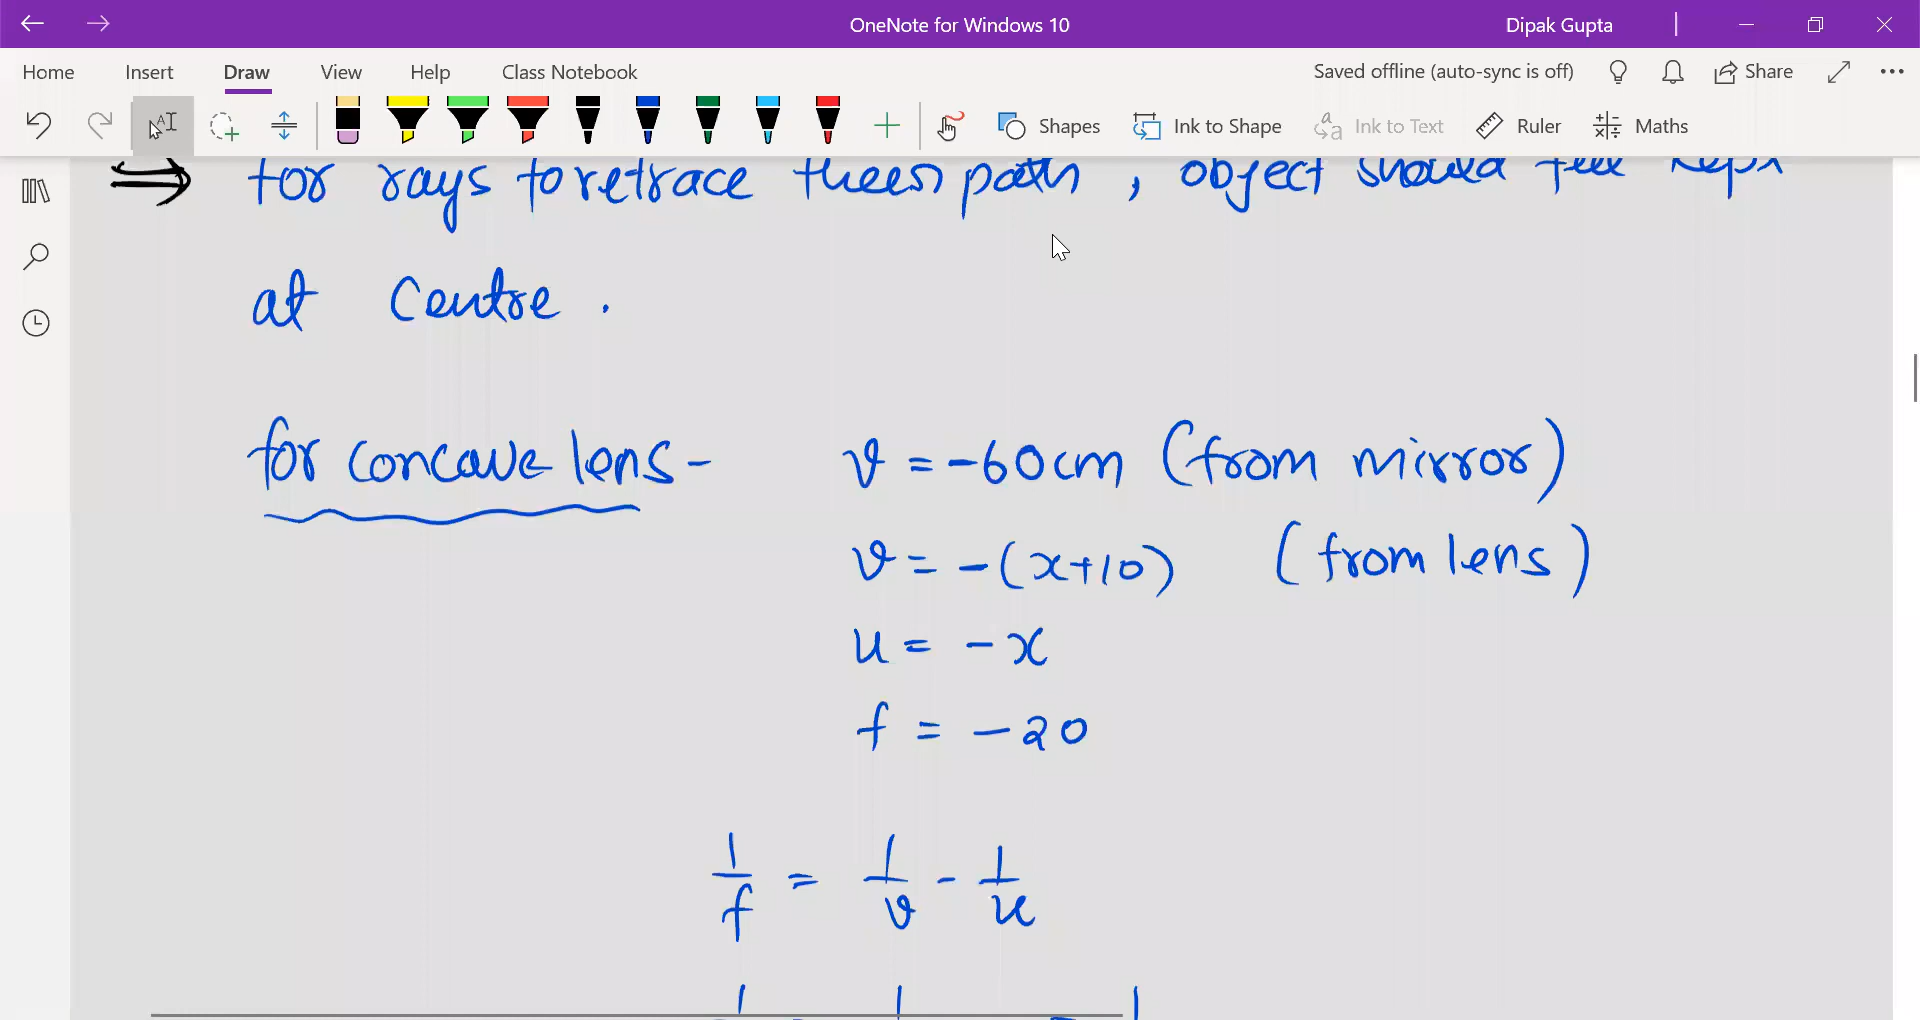 OneNote for Windows 10
Dipak Gupta
Home Insert Draw View Help Class Notebook
Saved offline (auto-sync is off) Share
Shapes Ink to Shape Ink to Text Ruler Maths
for rays to retrace their path , object should kept
at Centre .
for concave lens - v = -60cm (from mirror)
v = -(x+10) (from lens)
u = -x
f = -20
1/f = 1/v - 1/u